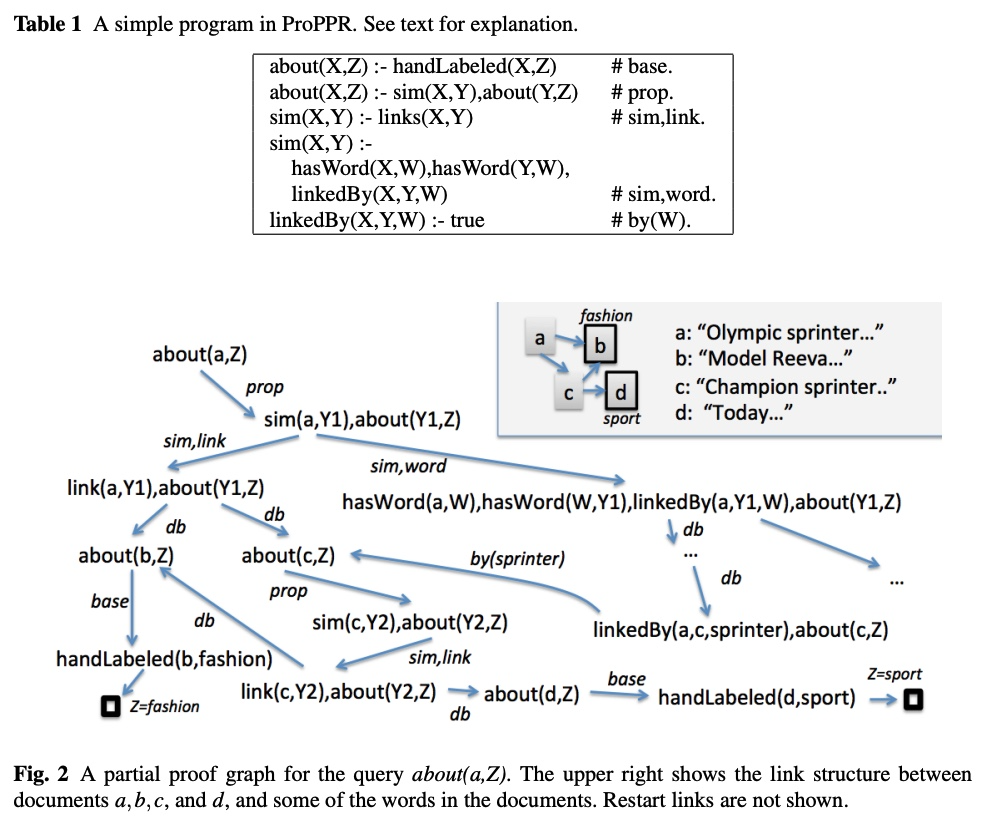 Table 1 A simple program in ProPPR. See text for explanation.
about(X,Z) :- handLabeled(X,Z) # base.
about(X,Z) :- sim(X,Y),about(Y,Z) # prop.
sim(X,Y) :- links(X,Y) # sim,link.
sim(X,Y) :-
hasWord(X,W),hasWord(Y,W),
linkedBy(X,Y,W) # sim,word.
linkedBy(X,Y,W) :- true # by(W).
fashion
a
b
c
d
sport
a: “Olympic sprinter...”
b: “Model Reeva...”
c: “Champion sprinter..”
d: “Today...”
about(a,Z)
prop
sim(a,Y1),about(Y1,Z)
sim,link
sim,word
link(a,Y1),about(Y1,Z)
hasWord(a,W),hasWord(W,Y1),linkedBy(a,Y1,W),about(Y1,Z)
db
db
db
...
about(b,Z)
about(c,Z)
by(sprinter)
db
...
base
prop
db
sim(c,Y2),about(Y2,Z)
linkedBy(a,c,sprinter),about(c,Z)
handLabeled(b,fashion)
sim,link
Z=fashion
link(c,Y2),about(Y2,Z)
db
about(d,Z)
base
handLabeled(d,sport)
Z=sport
Fig. 2 A partial proof graph for the query about(a,Z). The upper right shows the link structure between
documents a,b,c, and d, and some of the words in the documents. Restart links are not shown.